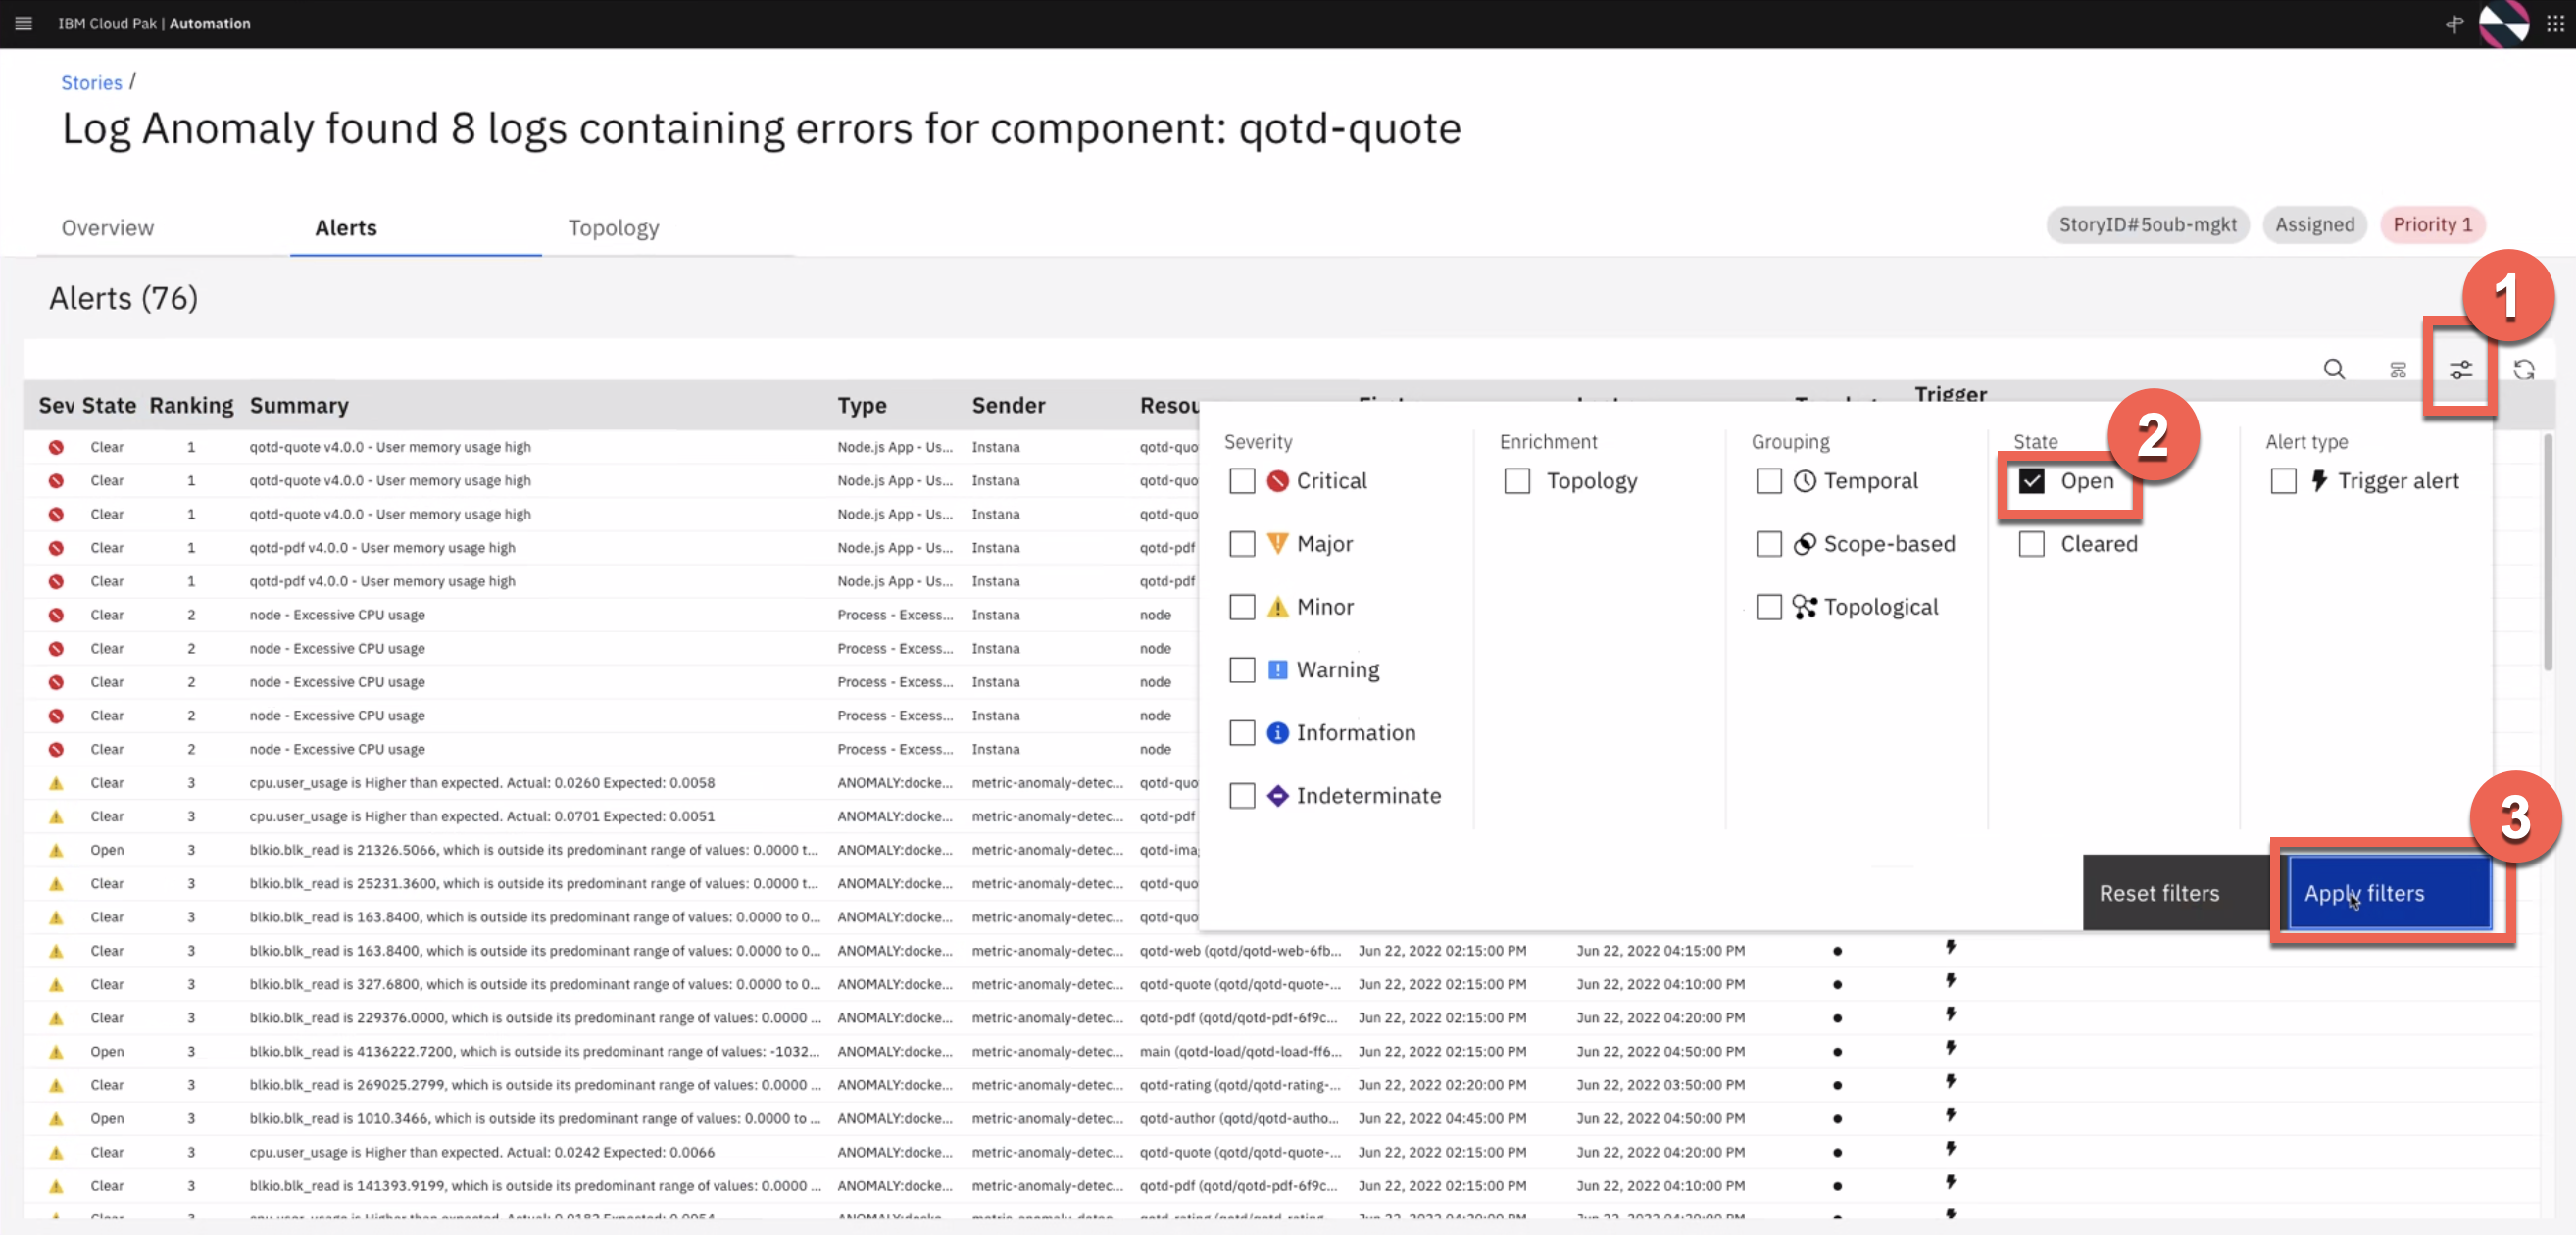 IBM Cloud Pak | Automation
Stories /
Log Anomaly found 8 logs containing errors for component: qotd-quote
Overview Alerts Topology StoryID#5oub-mgkt Assigned Priority 1
Alerts (76)
1
Sev State Ranking Summary Type Sender Resou Trigger
2
Severity Enrichment Grouping State Alert type
Critical Topology Temporal Open Trigger alert
Major Scope-based Cleared
Minor Topological
Warning
Information
Indeterminate
3
Reset filters Apply filters
Clear 1 qotd-quote v4.0.0 - User memory usage high Node.js App - Us... Instana qotd-quo
Clear 1 qotd-quote v4.0.0 - User memory usage high Node.js App - Us... Instana qotd-quo
Clear 1 qotd-quote v4.0.0 - User memory usage high Node.js App - Us... Instana qotd-quo
Clear 1 qotd-pdf v4.0.0 - User memory usage high Node.js App - Us... Instana qotd-pdf
Clear 1 qotd-pdf v4.0.0 - User memory usage high Node.js App - Us... Instana qotd-pdf
Clear 2 node - Excessive CPU usage Process - Excess... Instana node
Clear 2 node - Excessive CPU usage Process - Excess... Instana node
Clear 2 node - Excessive CPU usage Process - Excess... Instana node
Clear 2 node - Excessive CPU usage Process - Excess... Instana node
Clear 2 node - Excessive CPU usage Process - Excess... Instana node
Clear 3 cpu.user_usage is Higher than expected. Actual: 0.0260 Expected: 0.0058 ANOMALY:docke... metric-anomaly-detec... qotd-quo
Clear 3 cpu.user_usage is Higher than expected. Actual: 0.0701 Expected: 0.0051 ANOMALY:docke... metric-anomaly-detec... qotd-pdf
Open 3 blkio.blk_read is 21326.5066, which is outside its predominant range of values: 0.0000 t... ANOMALY:docke... metric-anomaly-detec... qotd-ima
Clear 3 blkio.blk_read is 25231.3600, which is outside its predominant range of values: 0.0000 t... ANOMALY:docke... metric-anomaly-detec... qotd-quo
Clear 3 blkio.blk_read is 163.8400, which is outside its predominant range of values: 0.0000 to 0... ANOMALY:docke... metric-anomaly-detec... qotd-quo
Clear 3 blkio.blk_read is 163.8400, which is outside its predominant range of values: 0.0000 to 0... ANOMALY:docke... metric-anomaly-detec... qotd-web (qotd/qotd-web-6fb... Jun 22, 2022 02:15:00 PM Jun 22, 2022 04:15:00 PM
Clear 3 blkio.blk_read is 327.6800, which is outside its predominant range of values: 0.0000 to 0... ANOMALY:docke... metric-anomaly-detec... qotd-quote (qotd/qotd-quote-... Jun 22, 2022 02:15:00 PM Jun 22, 2022 04:10:00 PM
Clear 3 blkio.blk_read is 229376.0000, which is outside its predominant range of values: 0.0000 ... ANOMALY:docke... metric-anomaly-detec... qotd-pdf (qotd/qotd-pdf-6f9c... Jun 22, 2022 02:15:00 PM Jun 22, 2022 04:20:00 PM
Open 3 blkio.blk_read is 4136222.7200, which is outside its predominant range of values: -1032... ANOMALY:docke... metric-anomaly-detec... main (qotd-load/qotd-load-ff6... Jun 22, 2022 02:15:00 PM Jun 22, 2022 04:50:00 PM
Clear 3 blkio.blk_read is 269025.2799, which is outside its predominant range of values: 0.0000 ... ANOMALY:docke... metric-anomaly-detec... qotd-rating (qotd/qotd-rating-... Jun 22, 2022 02:20:00 PM Jun 22, 2022 03:50:00 PM
Open 3 blkio.blk_read is 1010.3466, which is outside its predominant range of values: 0.0000 to ... ANOMALY:docke... metric-anomaly-detec... qotd-author (qotd/qotd-autho... Jun 22, 2022 04:45:00 PM Jun 22, 2022 04:50:00 PM
Clear 3 cpu.user_usage is Higher than expected. Actual: 0.0242 Expected: 0.0066 ANOMALY:docke... metric-anomaly-detec... qotd-quote (qotd/qotd-quote-... Jun 22, 2022 02:15:00 PM Jun 22, 2022 04:20:00 PM
Clear 3 blkio.blk_read is 141393.9199, which is outside its predominant range of values: 0.0000 ... ANOMALY:docke... metric-anomaly-detec... qotd-pdf (qotd/qotd-pdf-6f9c... Jun 22, 2022 02:15:00 PM Jun 22, 2022 04:10:00 PM